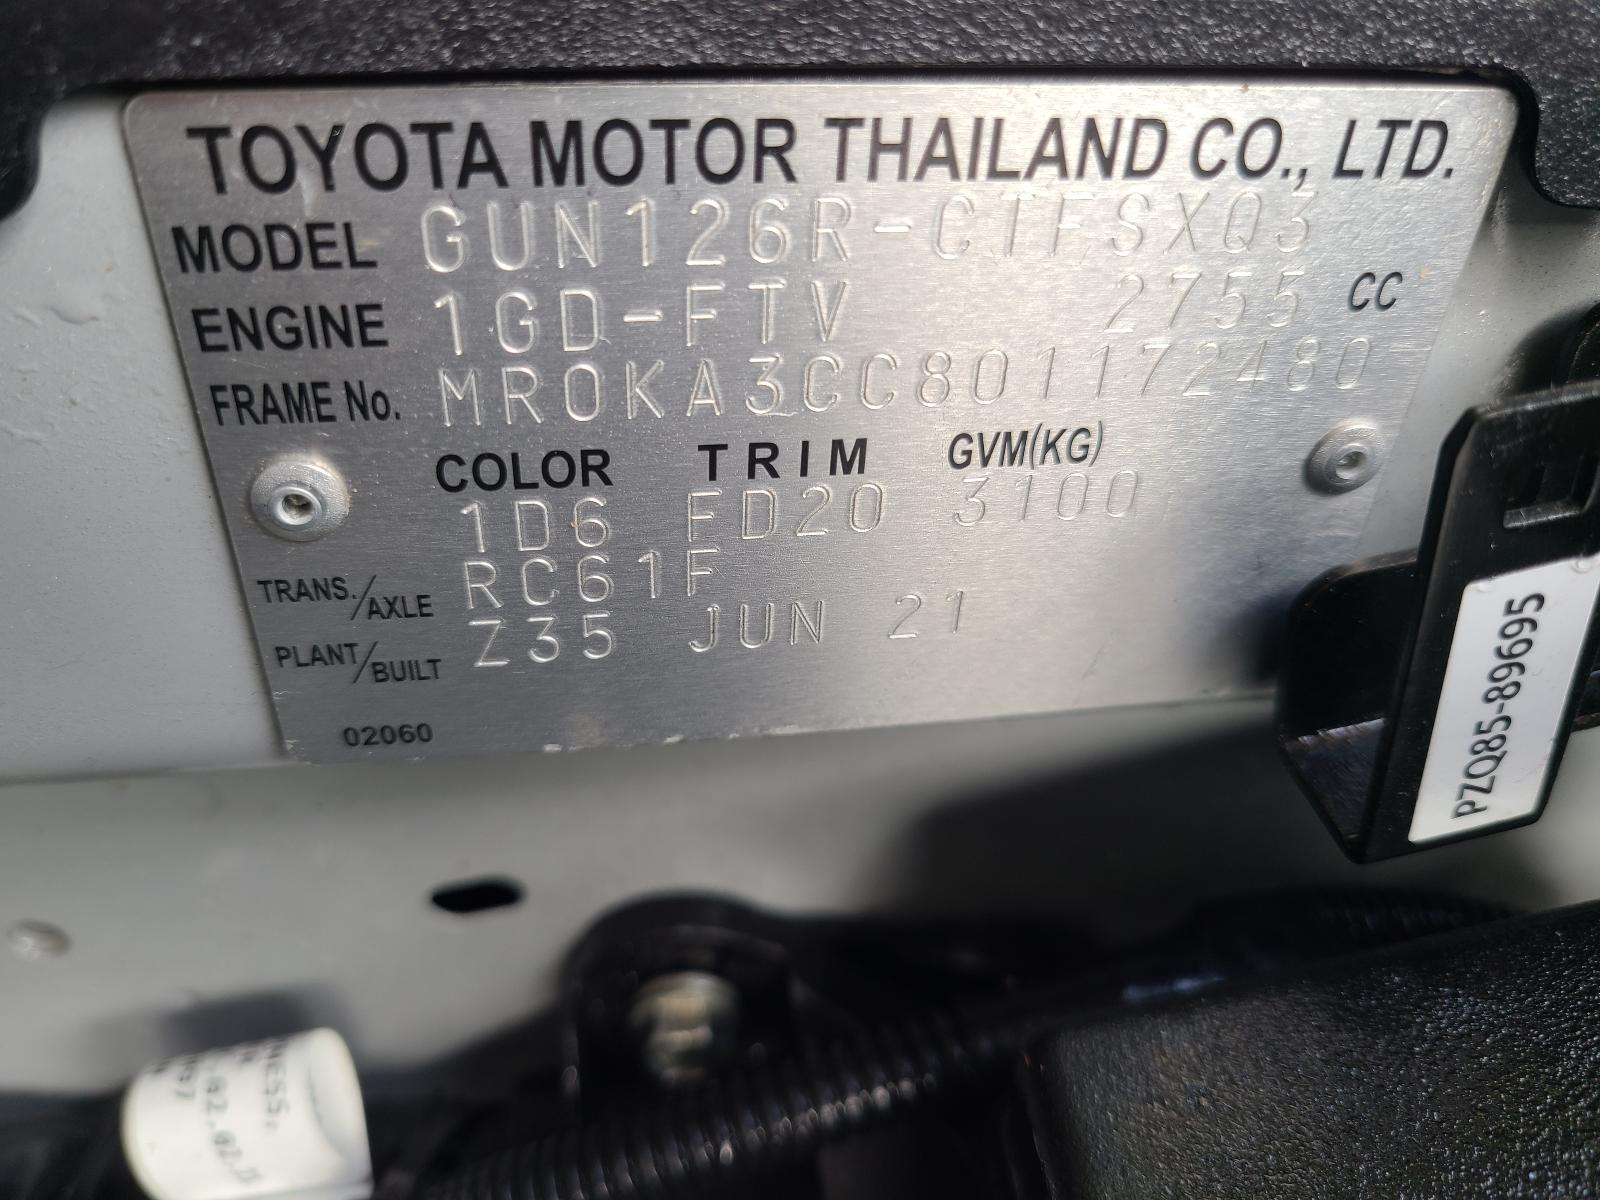 TOYOTA MOTOR THAILAND CO., LTD.
MODEL GUN126R-CTFSXQ3
ENGINE 1GD-FTV 2755 CC
FRAME No. MR0KA3CC801172480
COLOR TRIM GVM(KG)
1D6 FD20 3100
TRANS./AXLE RC61F
PLANT/BUILT Z35 JUN 21
02060
PZQ85-89695